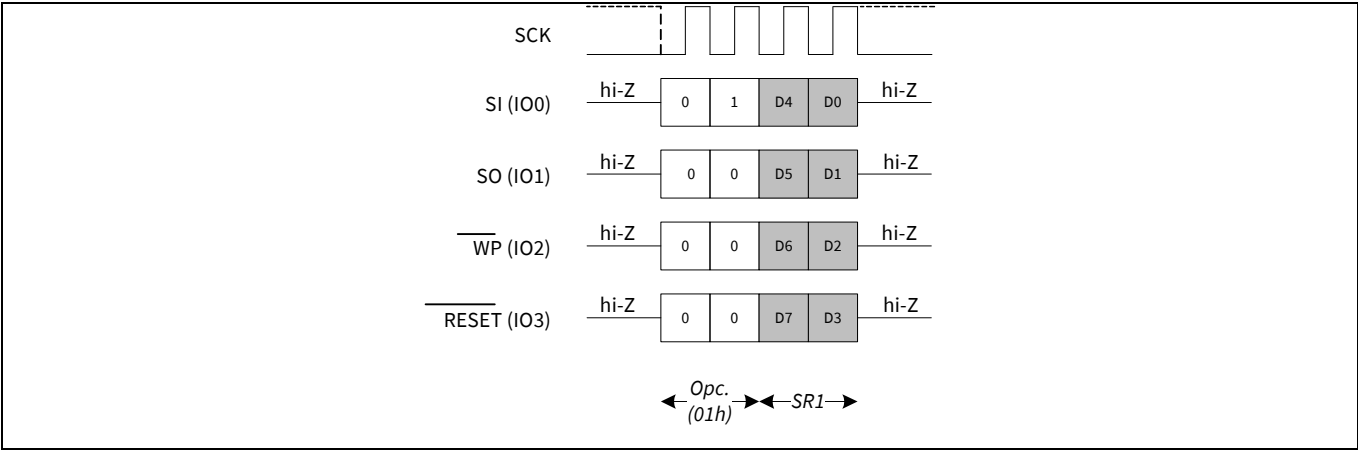 SCK
SI (IO0) hi-Z 0 1 D4 D0 hi-Z
SO (IO1) hi-Z 0 0 D5 D1 hi-Z
WP (IO2) hi-Z 0 0 D6 D2 hi-Z
RESET (IO3) hi-Z 0 0 D7 D3 hi-Z
Opc.
(01h) SR1